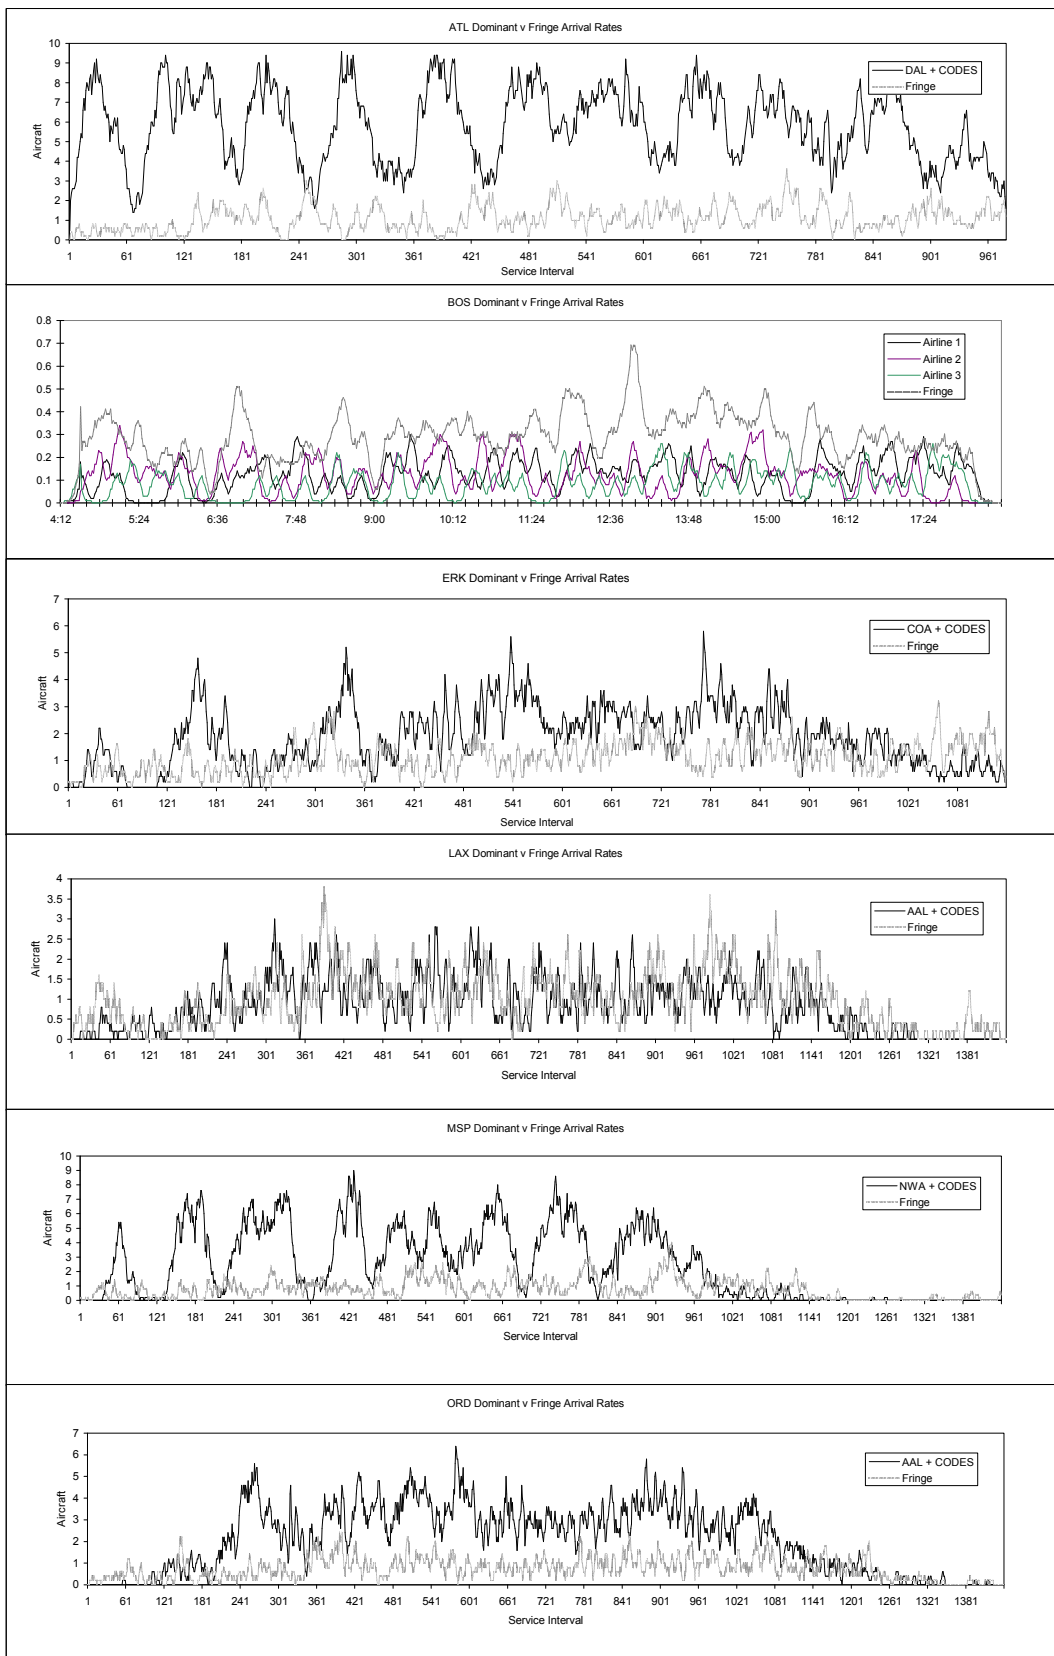 ATL Dominant v Fringe Arrival Rates
10
9
8
7
6
5
4
3
2
1
0
Aircraft
DAL + CODES
Fringe
1 61 121 181 241 301 361 421 481 541 601 661 721 781 841 901 961
Service Interval
BOS Dominant v Fringe Arrival Rates
0.8
0.7
0.6
0.5
0.4
0.3
0.2
0.1
0
Airline 1
Airline 2
Airline 3
Fringe
4:12 5:24 6:36 7:48 9:00 10:12 11:24 12:36 13:48 15:00 16:12 17:24
ERK Dominant v Fringe Arrival Rates
7
6
5
4
3
2
1
0
Aircraft
COA + CODES
Fringe
1 61 121 181 241 301 361 421 481 541 601 661 721 781 841 901 961 1021 1081
Service Interval
LAX Dominant v Fringe Arrival Rates
4
3.5
3
2.5
2
1.5
1
0.5
0
Aircraft
AAL + CODES
Fringe
1 61 121 181 241 301 361 421 481 541 601 661 721 781 841 901 961 1021 1081 1141 1201 1261 1321 1381
Service Interval
MSP Dominant v Fringe Arrival Rates
10
9
8
7
6
5
4
3
2
1
0
Aircraft
NWA + CODES
Fringe
1 61 121 181 241 301 361 421 481 541 601 661 721 781 841 901 961 1021 1081 1141 1201 1261 1321 1381
Service Interval
ORD Dominant v Fringe Arrival Rates
7
6
5
4
3
2
1
0
Aircraft
AAL + CODES
Fringe
1 61 121 181 241 301 361 421 481 541 601 661 721 781 841 901 961 1021 1081 1141 1201 1261 1321 1381
Service Interval